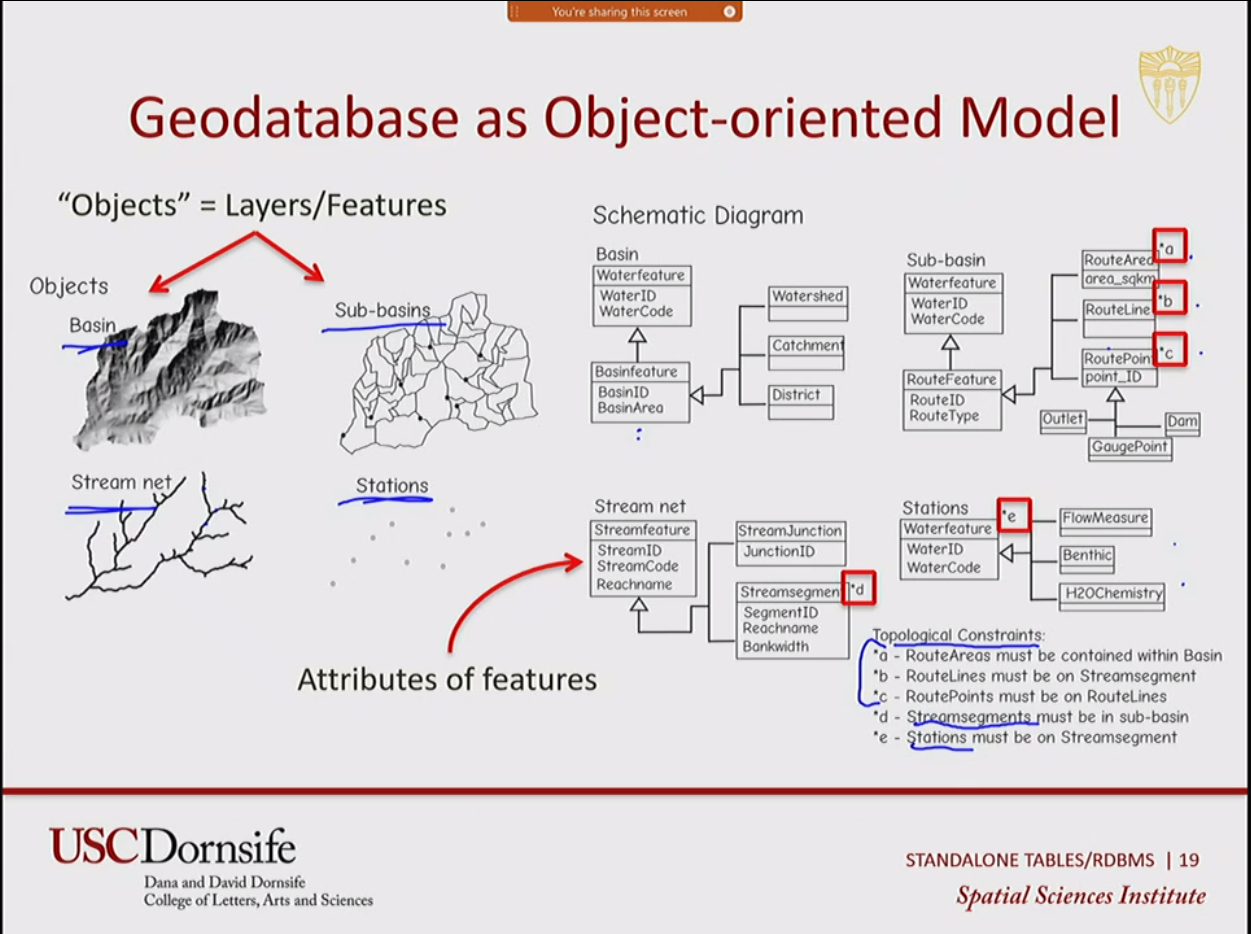 You're sharing this screen
Geodatabase as Object-oriented Model
"Objects" = Layers/Features
Objects
Basin
Sub-basins
Stream net
Stations
Attributes of features
Schematic Diagram
Basin
Waterfeature
WaterID
WaterCode
Basinfeature
BasinID
BasinArea
Watershed
Catchment
District
Sub-basin
Waterfeature
WaterID
WaterCode
RouteFeature
RouteID
RouteType
RouteArea *a
area_sqkm
RouteLine *b
RoutePoint *c
point_ID
Outlet
Dam
GaugePoint
Stream net
Streamfeature
StreamID
StreamCode
Reachname
StreamJunction
JunctionID
Streamsegment *d
SegmentID
Reachname
Bankwidth
Stations
Waterfeature *e
WaterID
WaterCode
FlowMeasure
Benthic
H2OChemistry
Topological Constraints:
*a - RouteAreas must be contained within Basin
*b - RouteLines must be on Streamsegment
*c - RoutePoints must be on RouteLines
*d - Streamsegments must be in sub-basin
*e - Stations must be on Streamsegment
USCDornsife
Dana and David Dornsife
College of Letters, Arts and Sciences
STANDALONE TABLES/RDBMS | 19
Spatial Sciences Institute